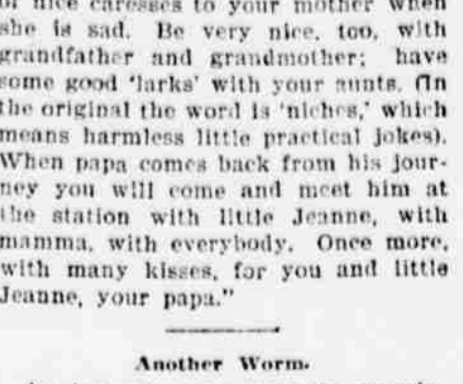 of nice caresses to your mother when
she is sad. Be very nice, too, with
grandfather and grandmother; have
some good 'larks' with your aunts. (In
the original the word is 'niches,' which
means harmless little practical jokes).
When papa comes back from his jour-
ney you will come and meet him at
the station with little Jeanne, with
mamma, with everybody. Once more,
with many kisses, for you and little
Jeanne, your papa."
Another Worm.